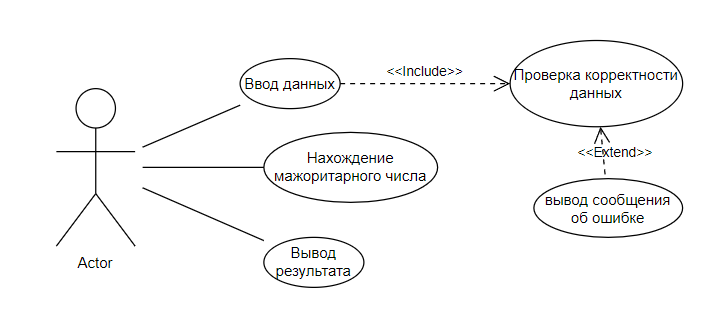 Ввод данных
<<Include>>
Проверка корректности
данных
Нахождение
мажоритарного числа
<<Extend>>
вывод сообщения
об ошибке
Вывод
результата
Actor